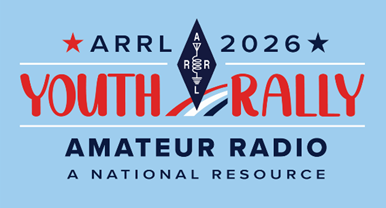 ARRL 2026
A
R R
L
YOUTH RALLY
AMATEUR RADIO
A NATIONAL RESOURCE